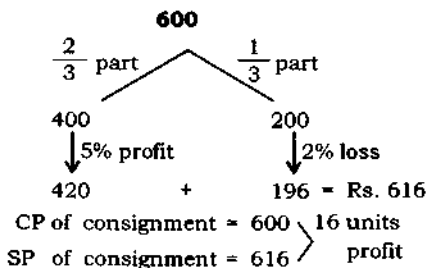 600
2/3 part 1/3 part
400 200
5% profit 2% loss
420 + 196 = Rs. 616
CP of consignment = 600 16 units
SP of consignment = 616 profit